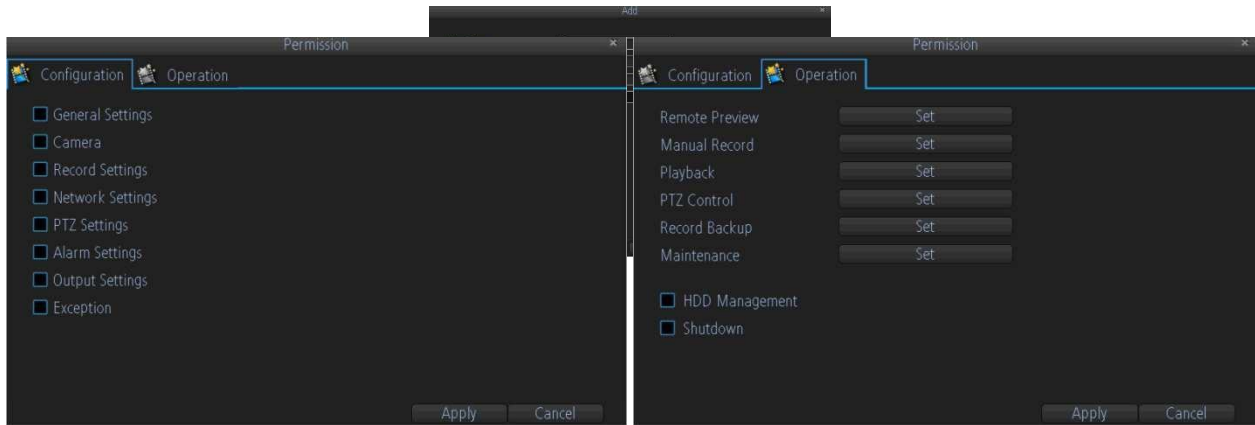 Add
Permission
Configuration Operation
General Settings
Camera
Record Settings
Network Settings
PTZ Settings
Alarm Settings
Output Settings
Exception
Apply Cancel
Permission
Configuration Operation
Remote Preview Set
Manual Record Set
Playback Set
PTZ Control Set
Record Backup Set
Maintenance Set
HDD Management
Shutdown
Apply Cancel